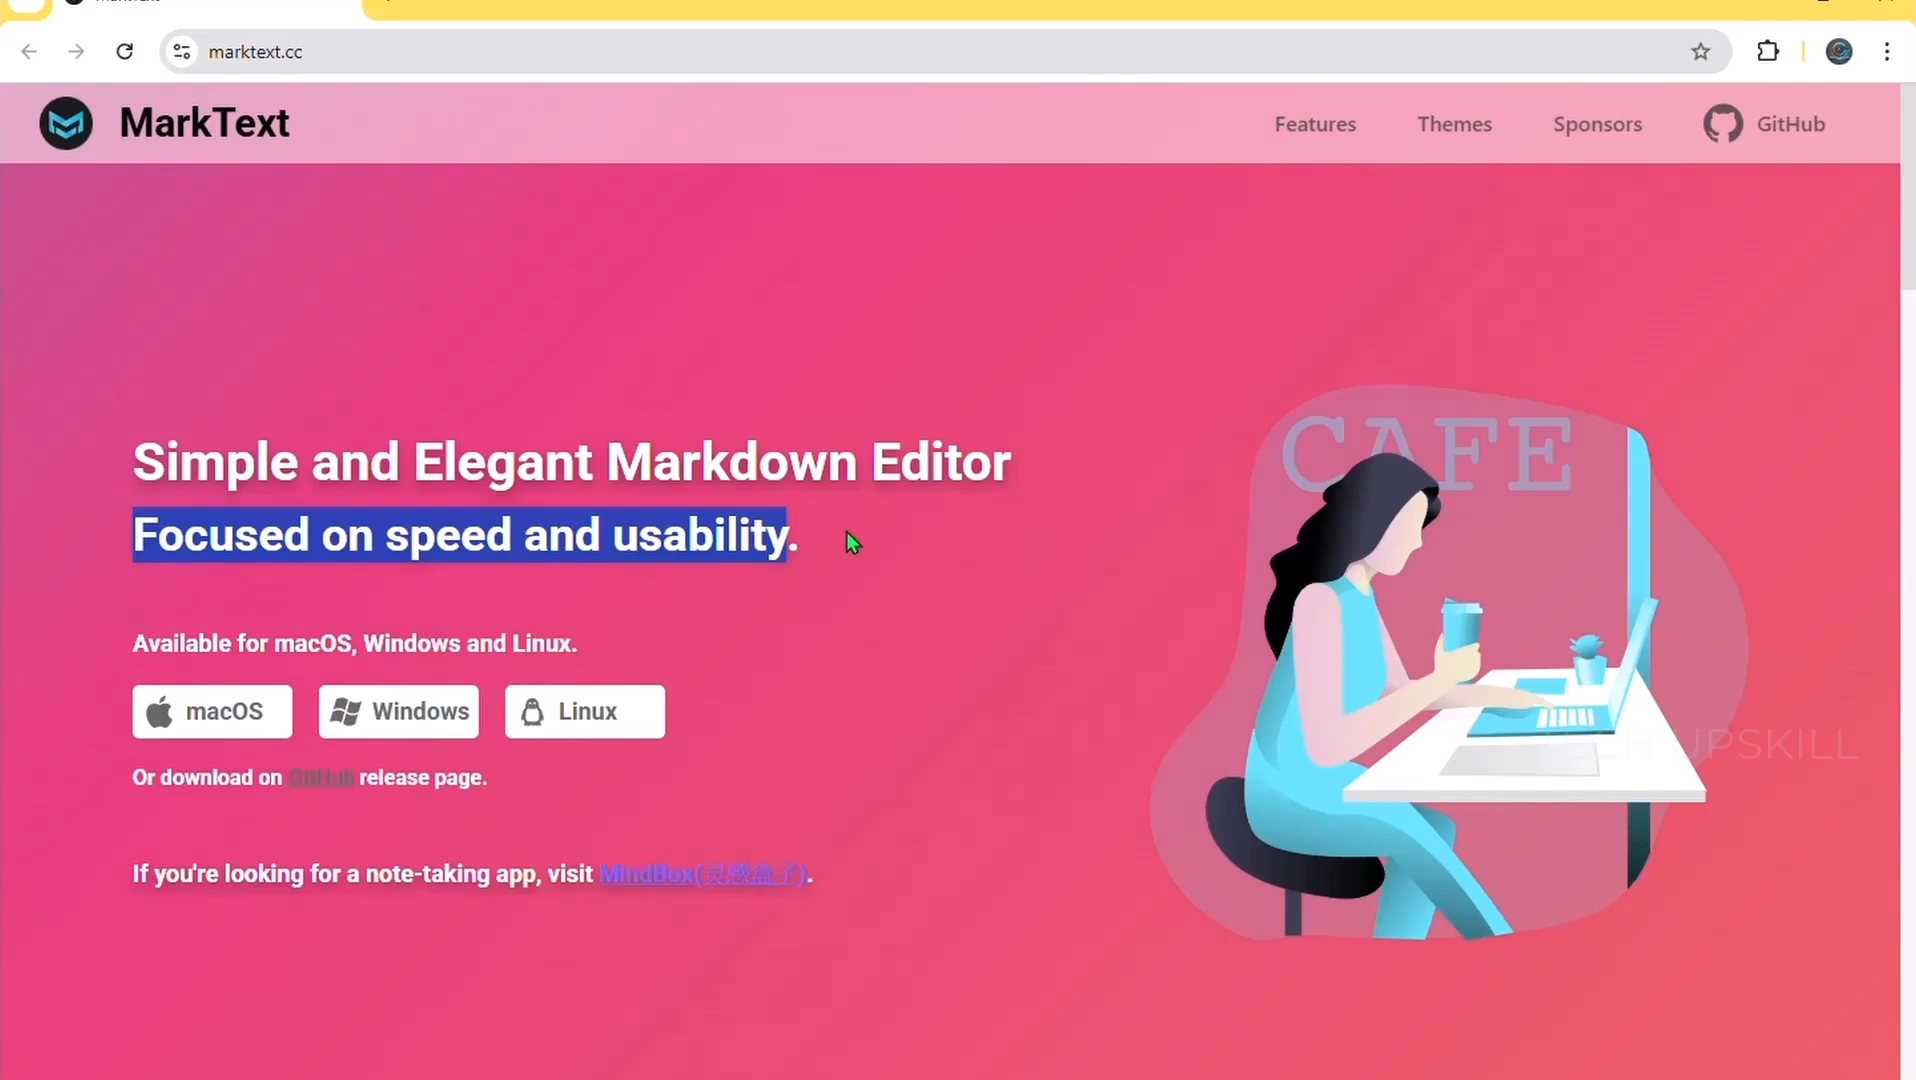 marktext.cc
MarkText
Features
Themes
Sponsors
GitHub
CAFE
Simple and Elegant Markdown Editor
Focused on speed and usability.
Available for macOS, Windows and Linux.
macOS
Windows
Linux
Or download on GitHub release page.
If you're looking for a note-taking app, visit MindBox(灵感盒子).
TECH UPSKILL